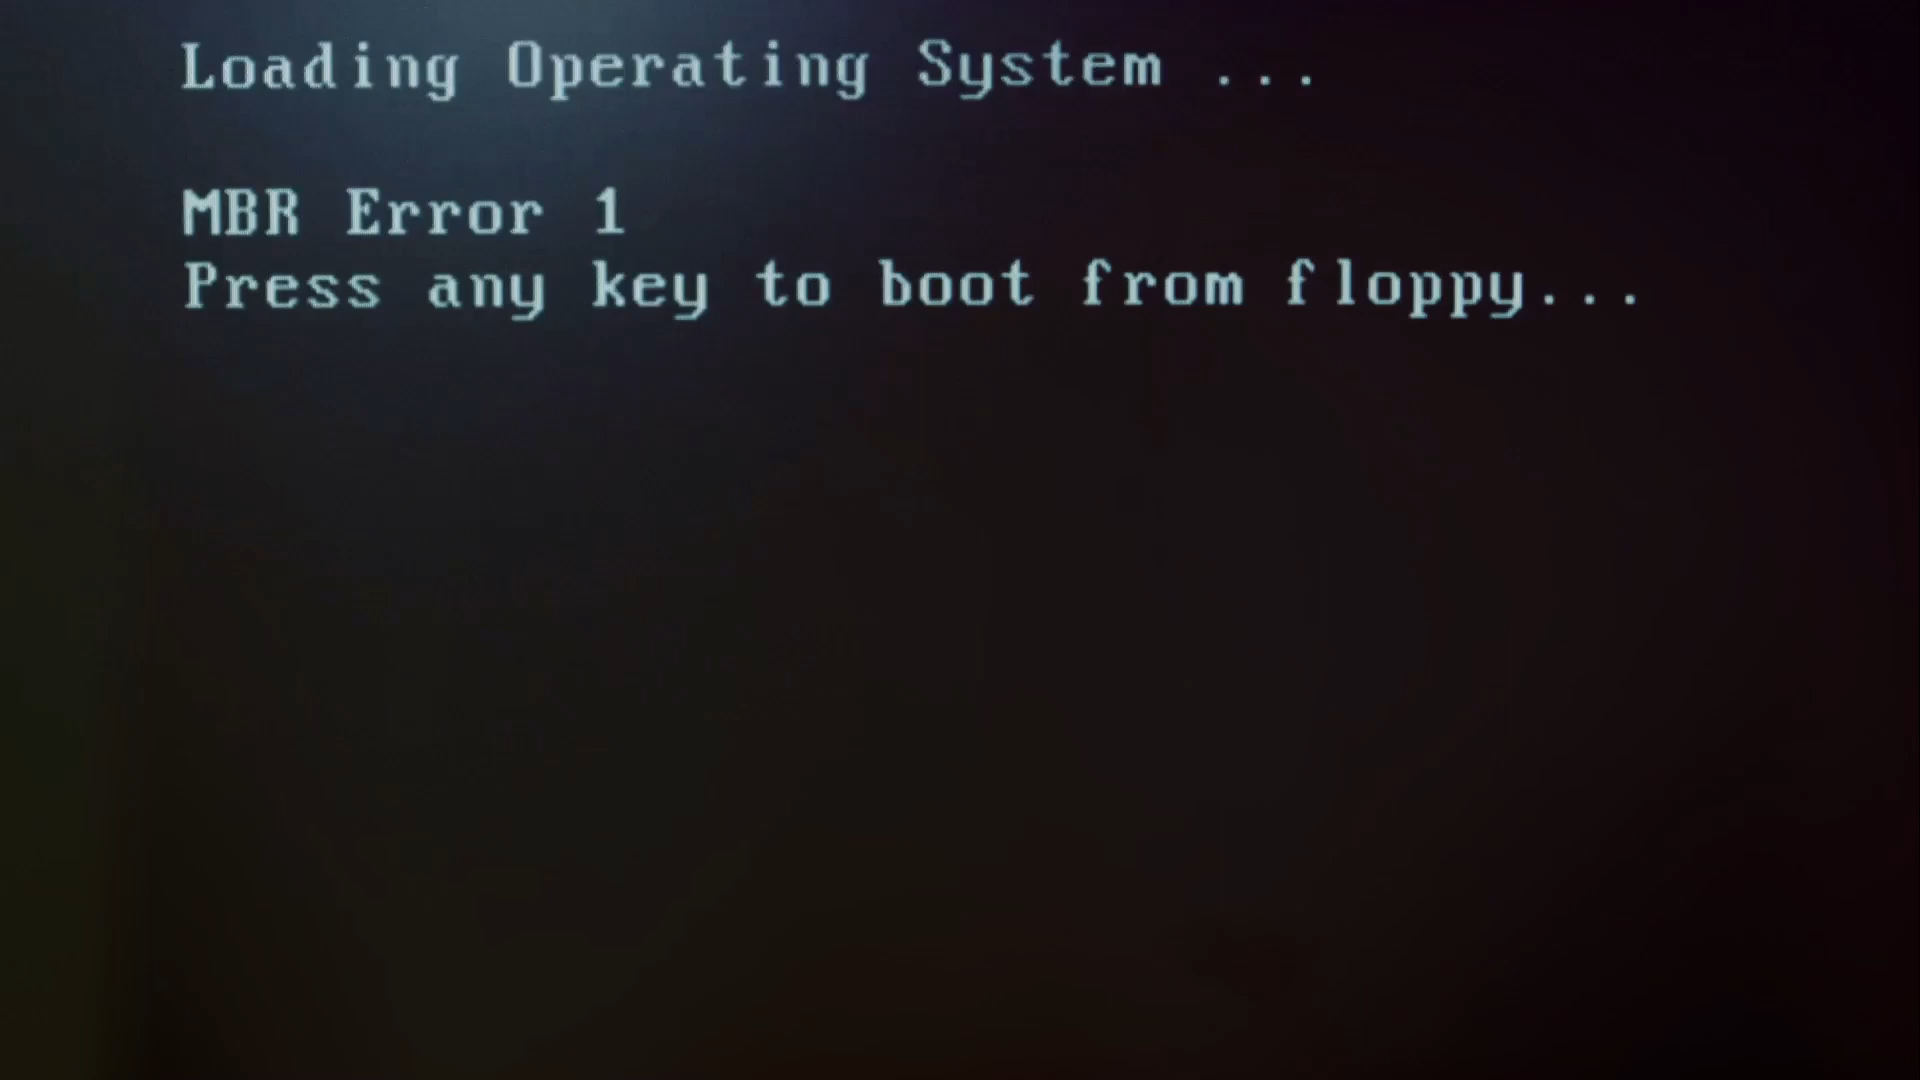 Loading Operating System ...
MBR Error 1
Press any key to boot from floppy...